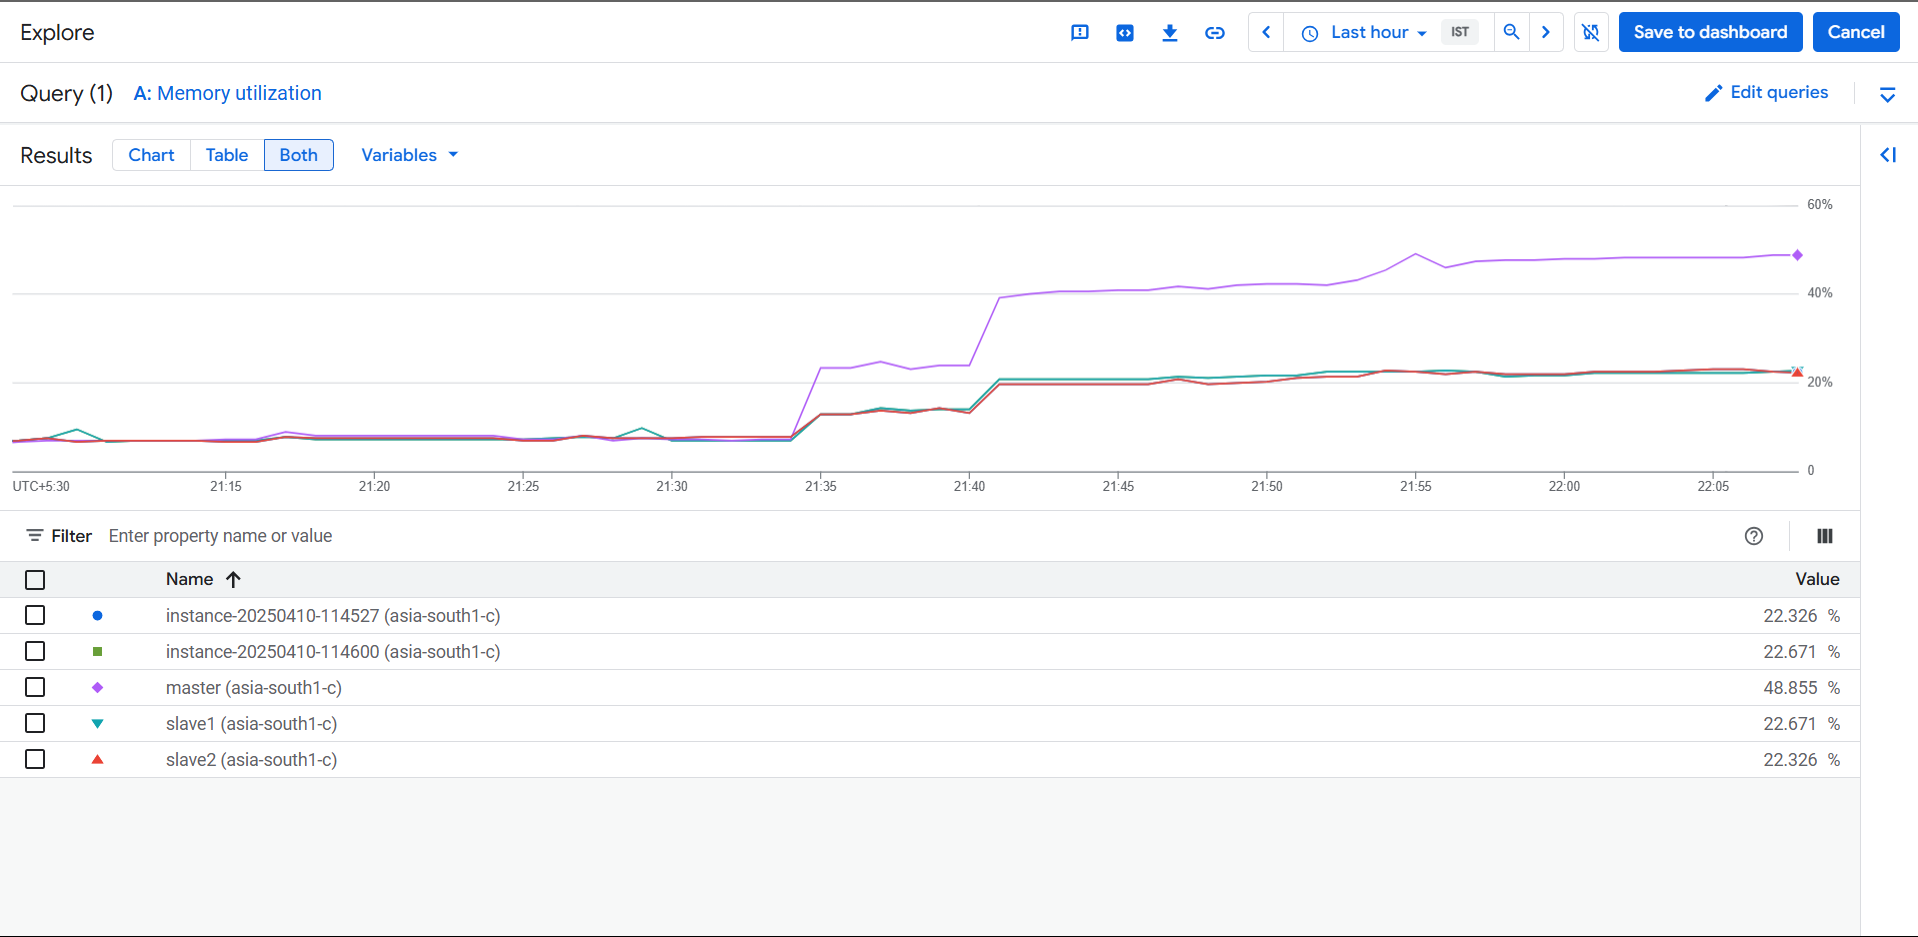 Explore
Last hour IST Save to dashboard Cancel
Query (1) A: Memory utilization Edit queries
Results Chart Table Both Variables
60%
40%
20%
0
UTC+5:30 21:15 21:20 21:25 21:30 21:35 21:40 21:45 21:50 21:55 22:00 22:05
Filter Enter property name or value
Name Value
instance-20250410-114527 (asia-south1-c) 22.326 %
instance-20250410-114600 (asia-south1-c) 22.671 %
master (asia-south1-c) 48.855 %
slave1 (asia-south1-c) 22.671 %
slave2 (asia-south1-c) 22.326 %